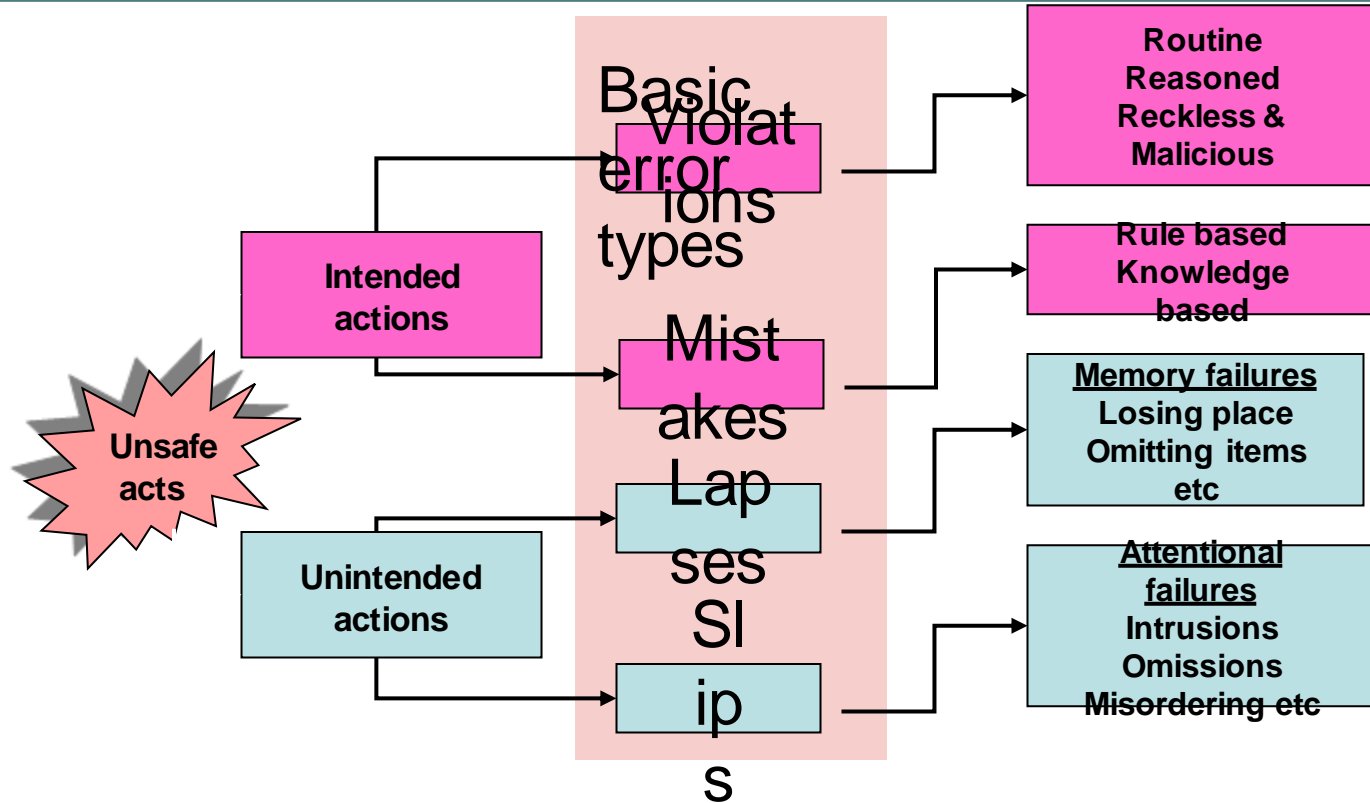 Unsafe
acts
Intended
actions
Unintended
actions
Basic
error
types
Violat
ions
Mist
akes
Lap
ses
Sl
ip
s
Routine
Reasoned
Reckless &
Malicious
Rule based
Knowledge
based
Memory failures
Losing place
Omitting items
etc
Attentional
failures
Intrusions
Omissions
Misordering etc